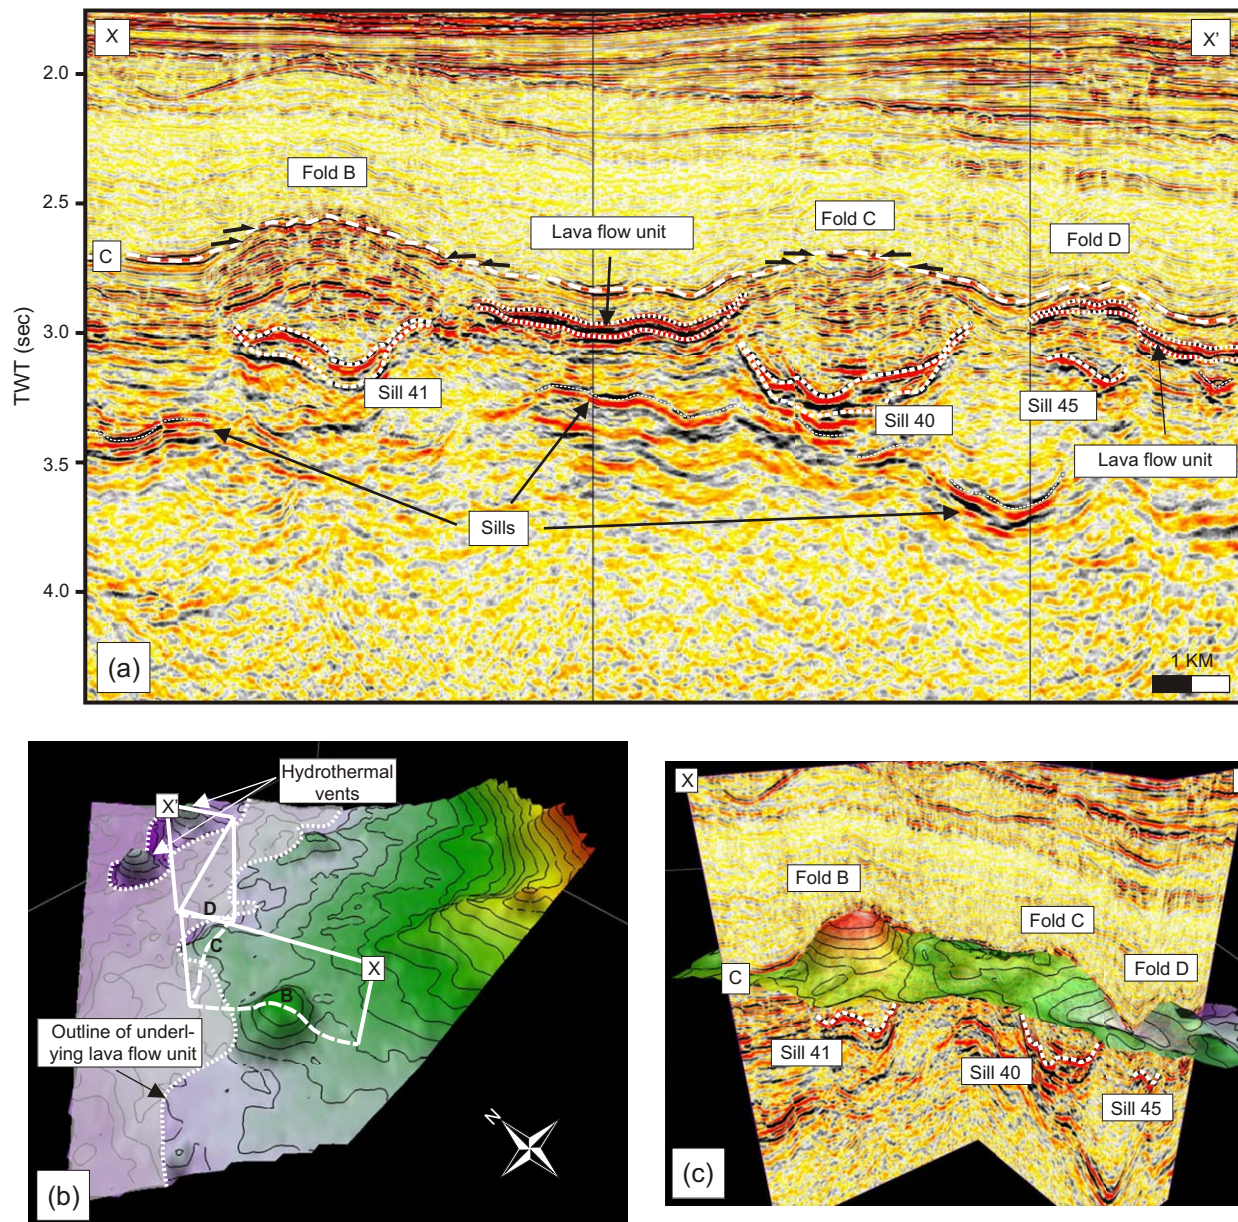 X
X'
2.0
Fold B
2.5
Lava flow unit
Fold C
Fold D
C
3.0
TWT (sec)
Sill 41
Sill 40
Sill 45
3.5
Lava flow unit
Sills
4.0
(a)
1 KM
Hydrothermal
vents
X'
D
C
X
B
Outline of under-
lying lava flow unit
N
(b)
X
Fold B
Fold C
Fold D
C
Sill 41
Sill 40
Sill 45
(c)